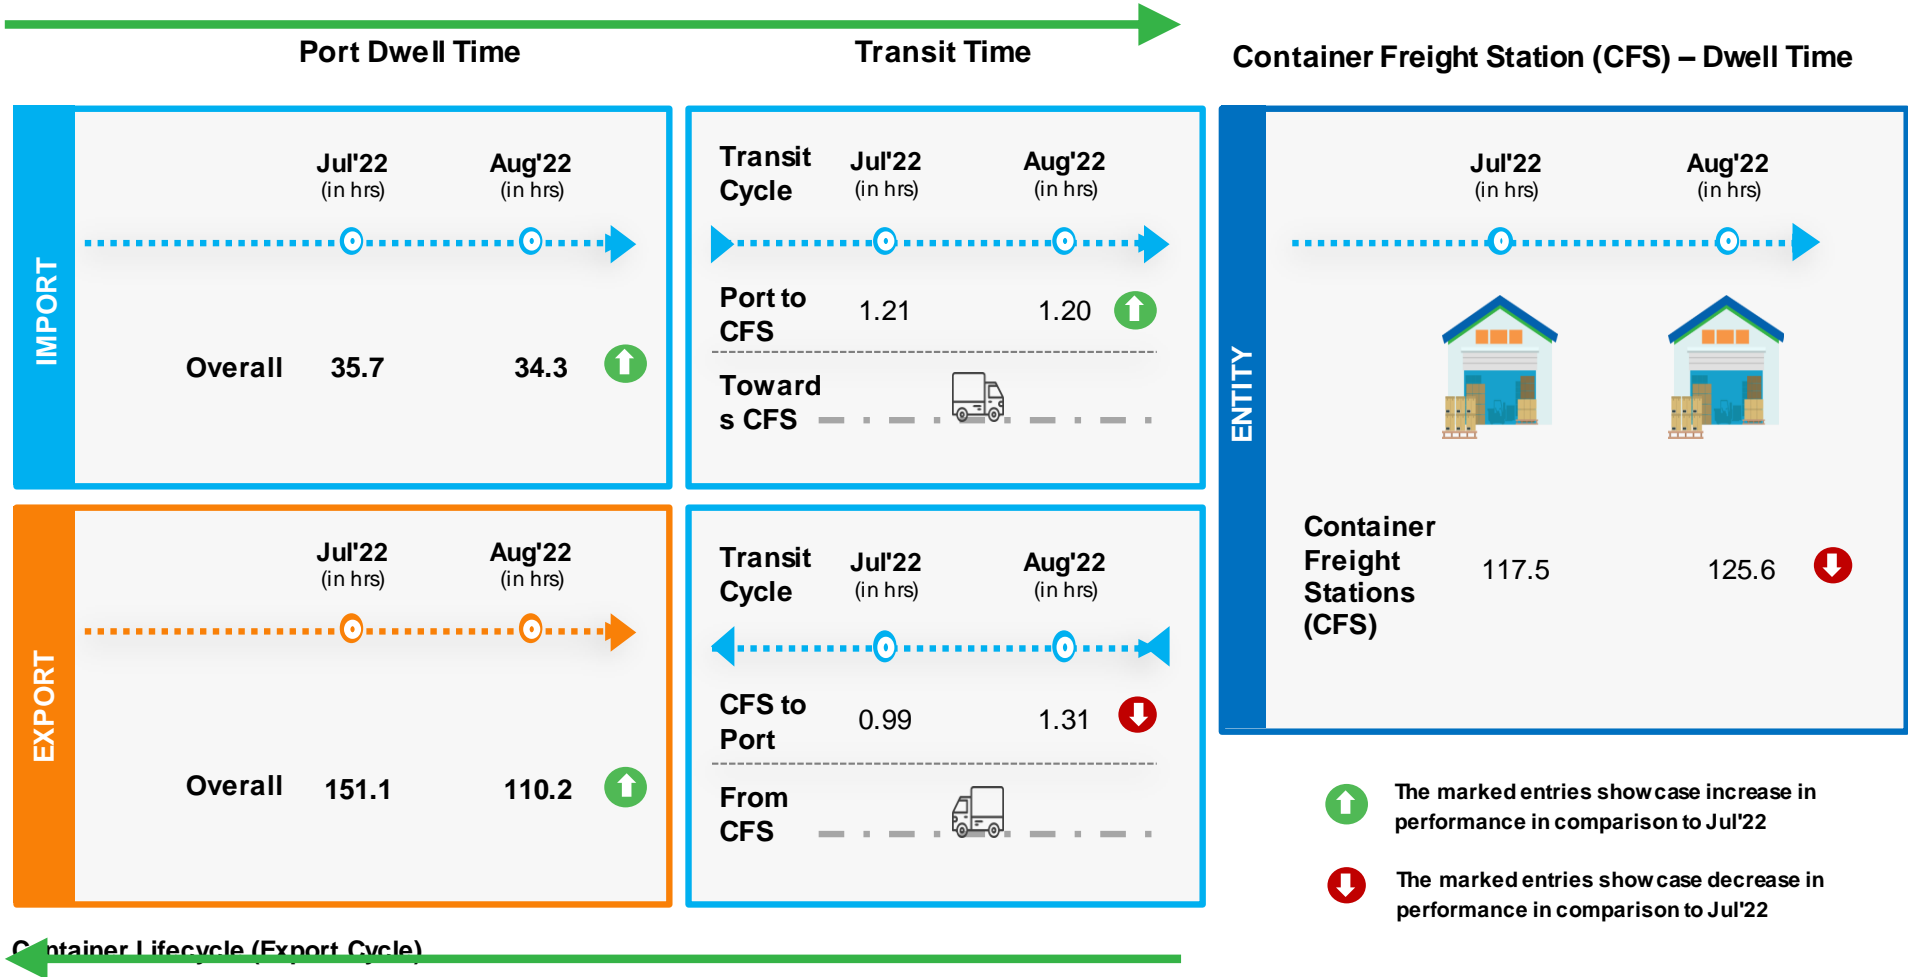 Port Dwell Time
Transit Time
Container Freight Station (CFS) – Dwell Time
IMPORT
Jul'22
(in hrs)
Aug'22
(in hrs)
Overall 35.7 34.3
Transit
Cycle
Jul'22
(in hrs)
Aug'22
(in hrs)
Port to
CFS
1.21 1.20
Toward
s CFS
ENTITY
Jul'22
(in hrs)
Aug'22
(in hrs)
Container
Freight
Stations
(CFS)
117.5 125.6
EXPORT
Jul'22
(in hrs)
Aug'22
(in hrs)
Overall 151.1 110.2
Transit
Cycle
Jul'22
(in hrs)
Aug'22
(in hrs)
CFS to
Port
0.99 1.31
From
CFS
The marked entries showcase increase in
performance in comparison to Jul'22
The marked entries showcase decrease in
performance in comparison to Jul'22
Container Lifecycle (Export Cycle)